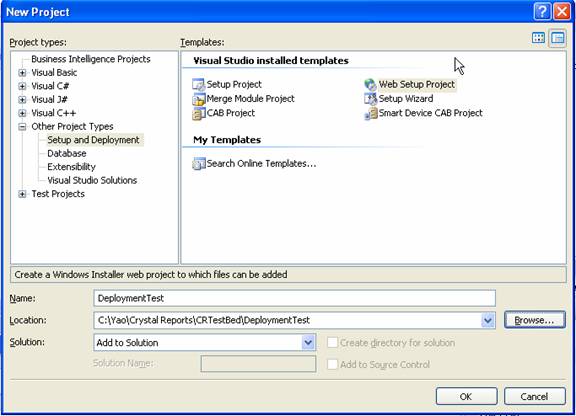 New Project
Project types:
Templates:
Business Intelligence Projects
Visual Basic
Visual C#
Visual J#
Visual C++
Other Project Types
Setup and Deployment
Database
Extensibility
Visual Studio Solutions
Test Projects
Visual Studio installed templates
Setup Project
Web Setup Project
Merge Module Project
Setup Wizard
CAB Project
Smart Device CAB Project
My Templates
Search Online Templates...
Create a Windows Installer web project to which files can be added
Name:
DeploymentTest
Location:
C:\Yao\Crystal Reports\CRTestBed\DeploymentTest
Browse...
Solution:
Add to Solution
Create directory for solution
Solution Name:
Add to Source Control
OK
Cancel